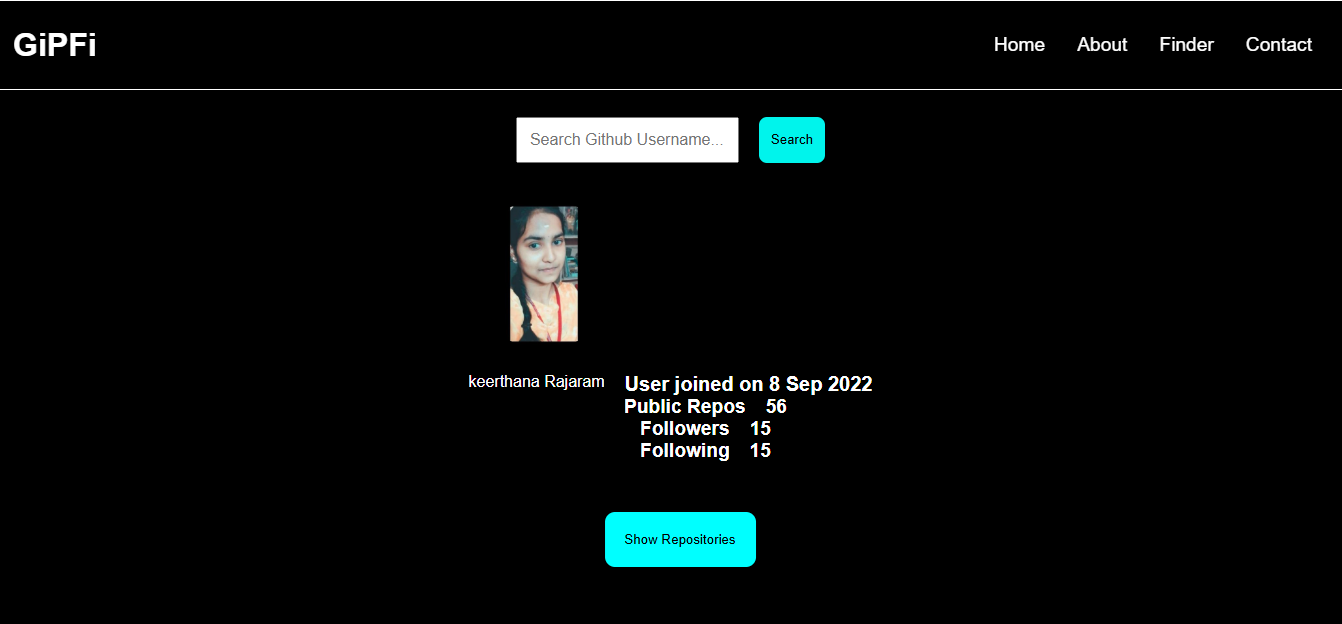 GiPFi
Home About Finder Contact
Search Github Username... Search
keerthana Rajaram
User joined on 8 Sep 2022
Public Repos 56
Followers 15
Following 15
Show Repositories